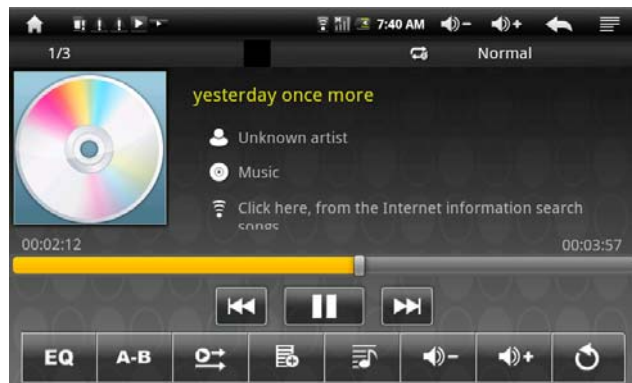 7:40 AM
1/3 Normal
yesterday once more
Unknown artist
Music
Click here, from the Internet information search
songs
00:02:12 00:03:57
EQ A-B